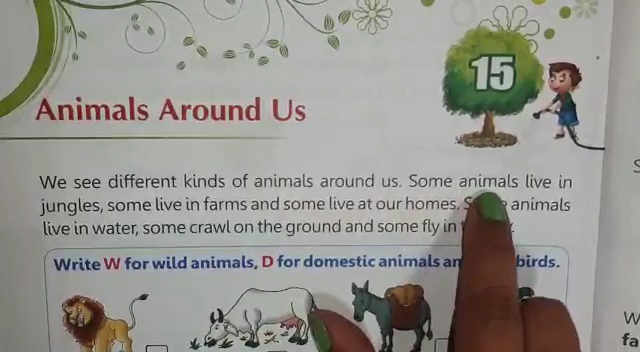 15
Animals Around Us
We see different kinds of animals around us. Some animals live in
jungles, some live in farms and some live at our homes. animals
live in water, some crawl on the ground and some fly in
Write W for wild animals, D for domestic animals birds.
S
W
fa